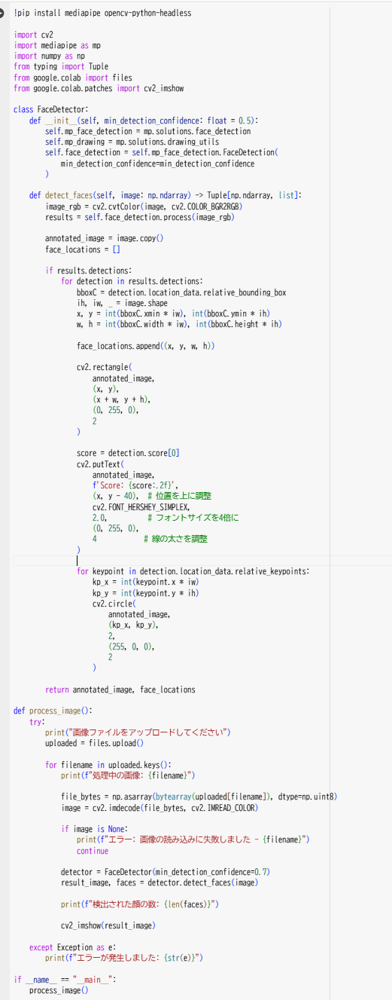 !pip install mediapipe opencv-python-headless
import cv2
import mediapipe as mp
import numpy as np
from typing import Tuple
from google.colab import files
from google.colab.patches import cv2_imshow
class FaceDetector:
    def __init__(self, min_detection_confidence: float = 0.5):
        self.mp_face_detection = mp.solutions.face_detection
        self.mp_drawing = mp.solutions.drawing_utils
        self.face_detection = self.mp_face_detection.FaceDetection(
            min_detection_confidence=min_detection_confidence
        )
    def detect_faces(self, image: np.ndarray) -> Tuple[np.ndarray, list]:
        image_rgb = cv2.cvtColor(image, cv2.COLOR_BGR2RGB)
        results = self.face_detection.process(image_rgb)
        annotated_image = image.copy()
        face_locations = []
        if results.detections:
            for detection in results.detections:
                bboxC = detection.location_data.relative_bounding_box
                ih, iw, _ = image.shape
                x, y = int(bboxC.xmin * iw), int(bboxC.ymin * ih)
                w, h = int(bboxC.width * iw), int(bboxC.height * ih)
                face_locations.append((x, y, w, h))
                cv2.rectangle(
                    annotated_image,
                    (x, y),
                    (x + w, y + h),
                    (0, 255, 0),
                    2
                )
                score = detection.score[0]
                cv2.putText(
                    annotated_image,
                    f'Score: {score:.2f}',
                    (x, y - 40),  # 位置を上に調整
                    cv2.FONT_HERSHEY_SIMPLEX,
                    2.0,          # フォントサイズを4倍に
                    (0, 255, 0),
                    4            # 線の太さを調整
                )
                for keypoint in detection.location_data.relative_keypoints:
                    kp_x = int(keypoint.x * iw)
                    kp_y = int(keypoint.y * ih)
                    cv2.circle(
                        annotated_image,
                        (kp_x, kp_y),
                        2,
                        (255, 0, 0),
                        2
                    )
        return annotated_image, face_locations
def process_image():
    try:
        print("画像ファイルをアップロードしてください")
        uploaded = files.upload()
        for filename in uploaded.keys():
            print(f"処理中の画像: {filename}")
            file_bytes = np.asarray(bytearray(uploaded[filename]), dtype=np.uint8)
            image = cv2.imdecode(file_bytes, cv2.IMREAD_COLOR)
            if image is None:
                print(f"エラー: 画像の読み込みに失敗しました - {filename}")
                continue
            detector = FaceDetector(min_detection_confidence=0.7)
            result_image, faces = detector.detect_faces(image)
            print(f"検出された顔の数: {len(faces)}")
            cv2_imshow(result_image)
    except Exception as e:
        print(f"エラーが発生しました: {str(e)}")
if __name__ == "__main__":
    process_image()